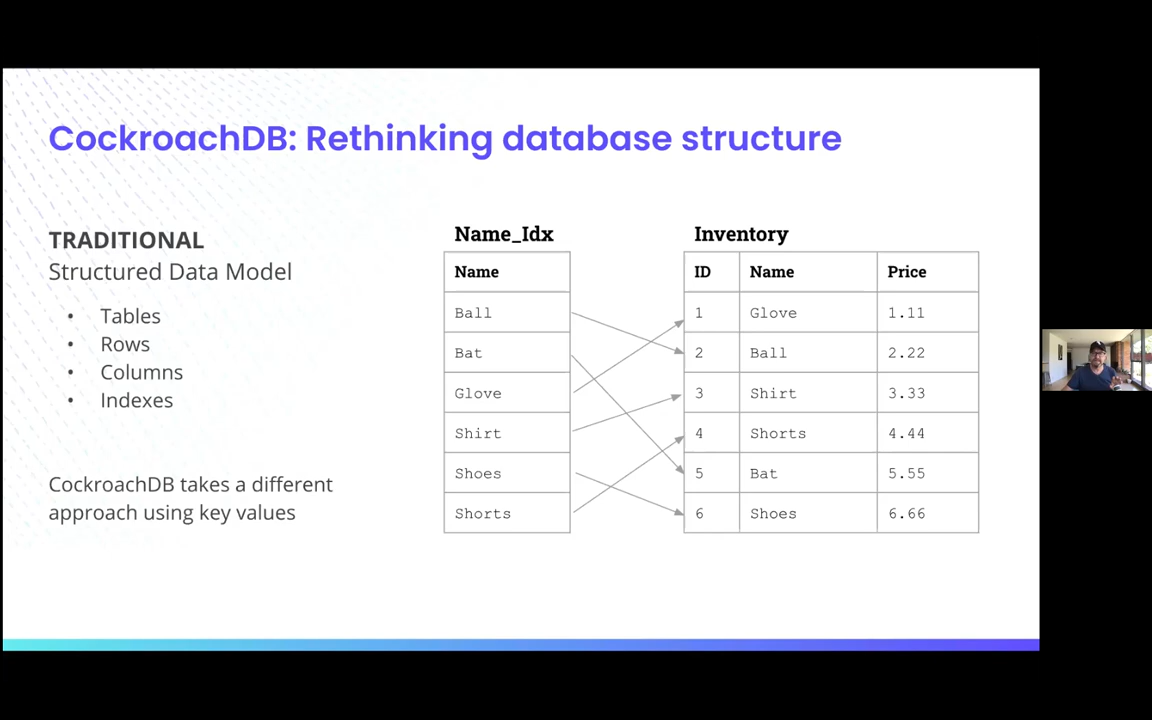 CockroachDB: Rethinking database structure
TRADITIONAL
Structured Data Model
• Tables
• Rows
• Columns
• Indexes
CockroachDB takes a different
approach using key values
Name_Idx
Name
Ball
Bat
Glove
Shirt
Shoes
Shorts
Inventory
ID Name Price
1 Glove 1.11
2 Ball 2.22
3 Shirt 3.33
4 Shorts 4.44
5 Bat 5.55
6 Shoes 6.66